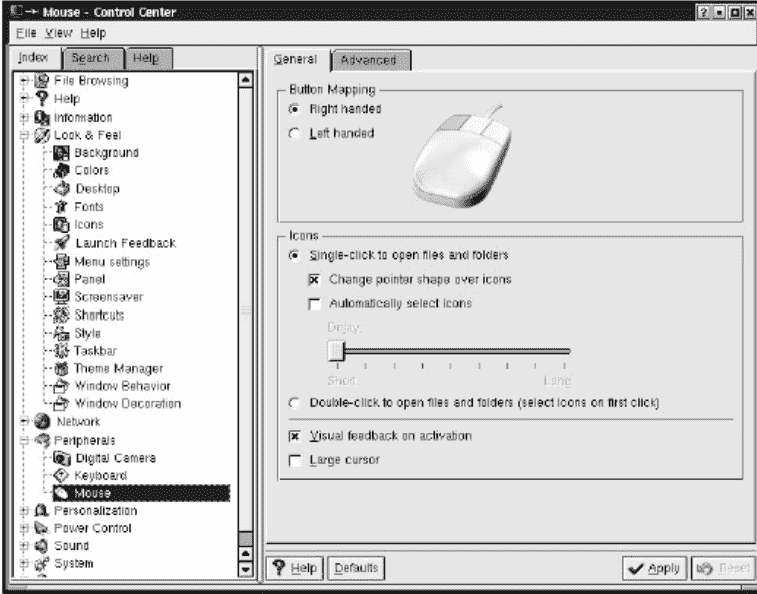 Mouse - Control Center
File View Help
Index Search Help
File Browsing
Help
Information
Look & Feel
Background
Colors
Desktop
Fonts
Icons
Launch Feedback
Menu settings
Panel
Screensaver
Shortcuts
Style
Taskbar
Theme Manager
Window Behavior
Window Decoration
Network
Peripherals
Digital Camera
Keyboard
Mouse
Personalization
Power Control
Sound
System
General Advanced
Button Mapping
Right handed
Left handed
Icons
Single-click to open files and folders
Change pointer shape over icons
Automatically select icons
Delay:
Short Long
Double-click to open files and folders (select icons on first click)
Visual feedback on activation
Large cursor
? Help Defaults Apply Reset